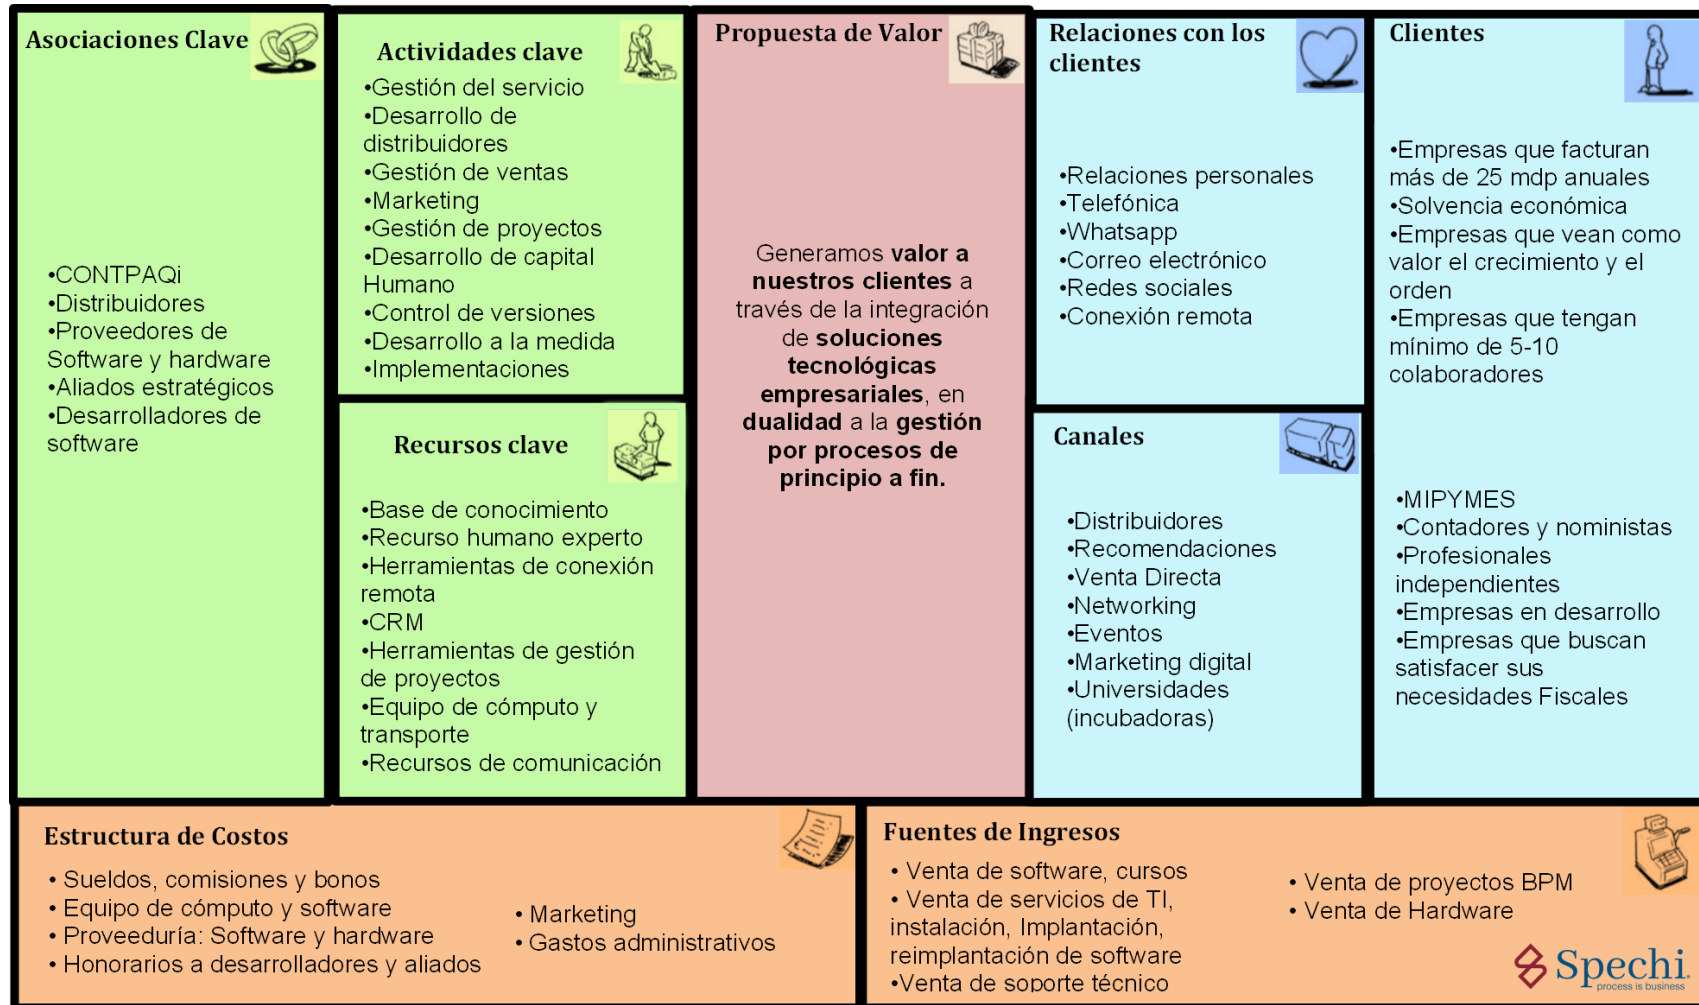 Asociaciones Clave
•CONTPAQi
•Distribuidores
•Proveedores de
Software y hardware
•Aliados estratégicos
•Desarrolladores de
software
Actividades clave
•Gestión del servicio
•Desarrollo de
distribuidores
•Gestión de ventas
•Marketing
•Gestión de proyectos
•Desarrollo de capital
Humano
•Control de versiones
•Desarrollo a la medida
•Implementaciones
Recursos clave
•Base de conocimiento
•Recurso humano experto
•Herramientas de conexión
remota
•CRM
•Herramientas de gestión
de proyectos
•Equipo de cómputo y
transporte
•Recursos de comunicación
Propuesta de Valor
Generamos valor a
nuestros clientes a
través de la integración
de soluciones
tecnológicas
empresariales, en
dualidad a la gestión
por procesos de
principio a fin.
Relaciones con los
clientes
•Relaciones personales
•Telefónica
•Whatsapp
•Correo electrónico
•Redes sociales
•Conexión remota
Canales
•Distribuidores
•Recomendaciones
•Venta Directa
•Networking
•Eventos
•Marketing digital
•Universidades
(incubadoras)
Clientes
•Empresas que facturan
más de 25 mdp anuales
•Solvencia económica
•Empresas que vean como
valor el crecimiento y el
orden
•Empresas que tengan
mínimo de 5-10
colaboradores
•MIPYMES
•Contadores y nominista​s
•Profesionales
independientes
•Empresas en desarrollo
•Empresas que buscan
satisfacer sus
necesidades Fiscales
Estructura de Costos
• Sueldos, comisiones y bonos
• Equipo de cómputo y software
• Proveeduría: Software y hardware
• Honorarios a desarrolladores y aliados
• Marketing
• Gastos administrativos
Fuentes de Ingresos
• Venta de software, cursos
• Venta de servicios de TI,
instalación, Implantación,
reimplantación de software
•Venta de soporte técnico
• Venta de proyectos BPM
• Venta de Hardware
Spechi
process is business